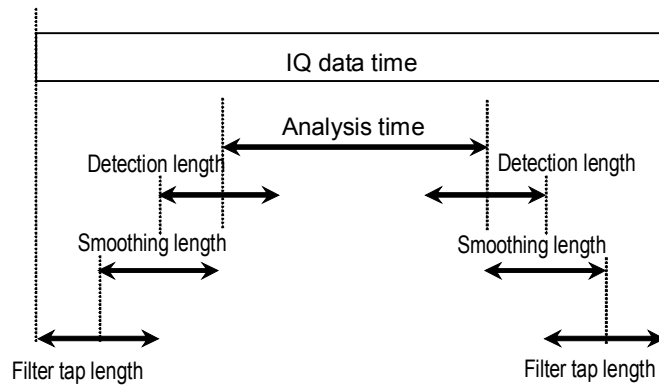 IQ data time
Analysis time
Detection length
Detection length
Smoothing length
Smoothing length
Filter tap length
Filter tap length